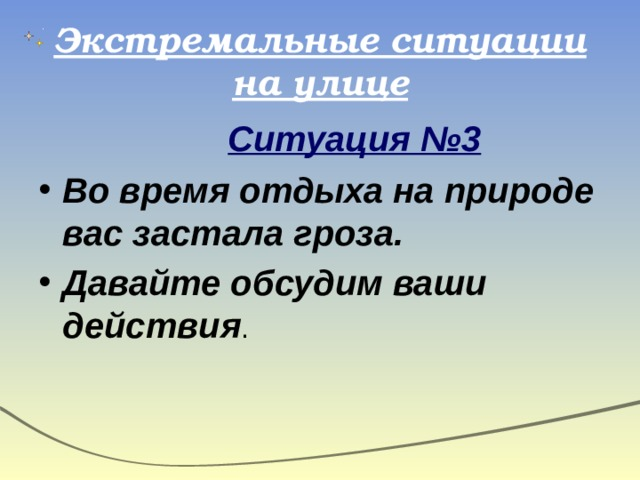 Экстремальные ситуации
на улице
Ситуация №3
• Во время отдыха на природе
вас застала гроза.
• Давайте обсудим ваши
действия.